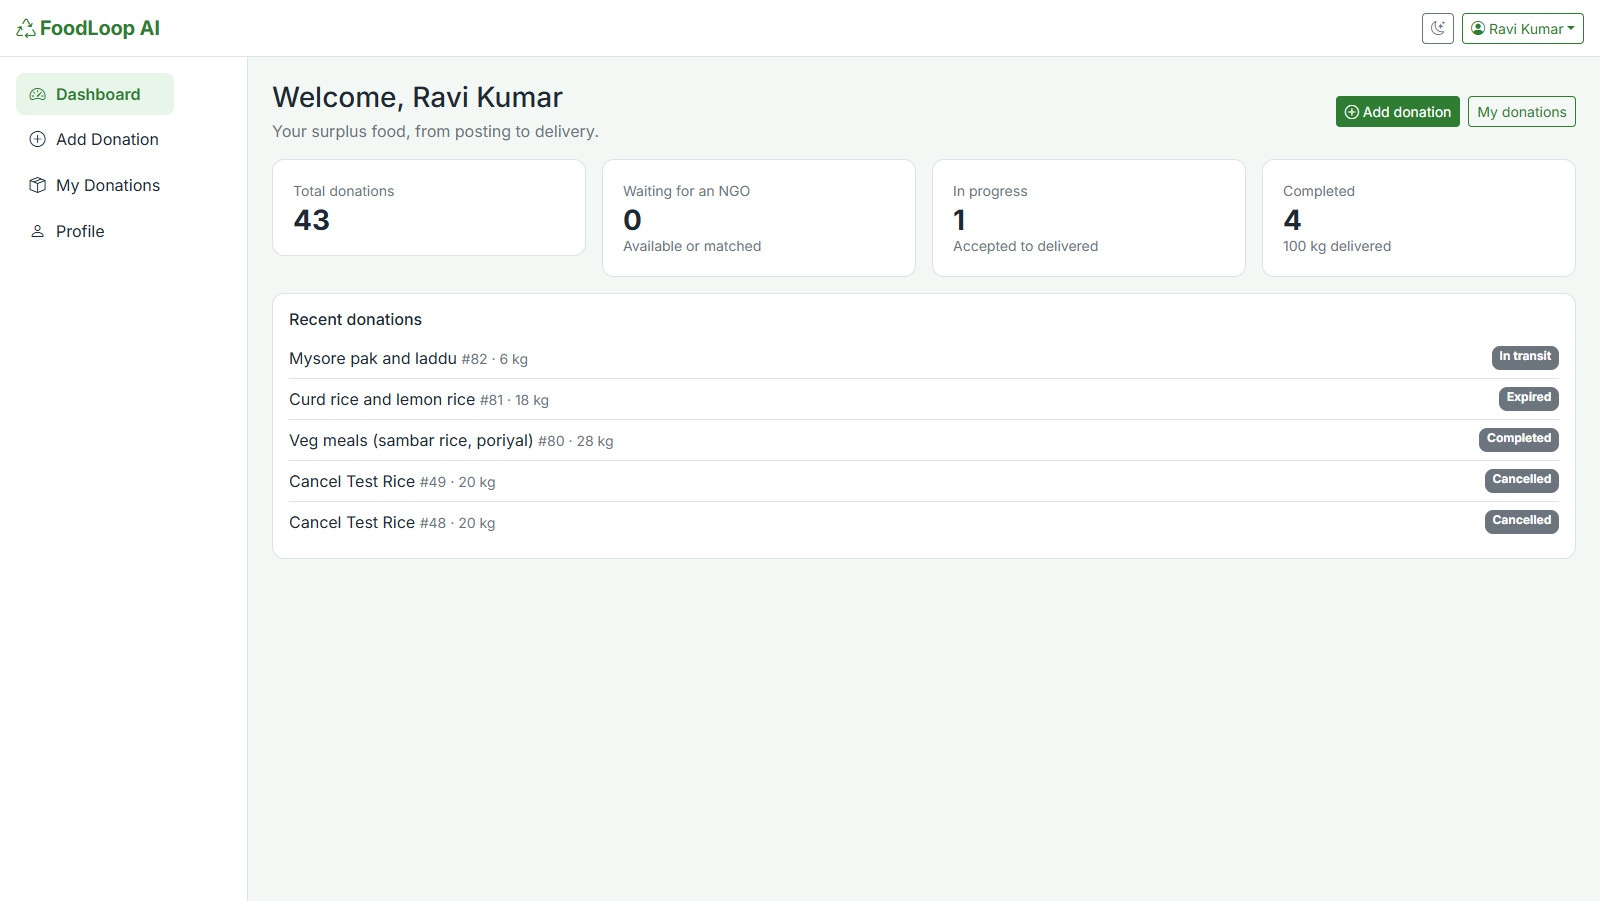 FoodLoop AI
Ravi Kumar
Dashboard
Add Donation
My Donations
Profile
Welcome, Ravi Kumar
Your surplus food, from posting to delivery.
Add donation
My donations
Total donations
43
Waiting for an NGO
0
Available or matched
In progress
1
Accepted to delivered
Completed
4
100 kg delivered
Recent donations
Mysore pak and laddu #82 · 6 kg In transit
Curd rice and lemon rice #81 · 18 kg Expired
Veg meals (sambar rice, poriyal) #80 · 28 kg Completed
Cancel Test Rice #49 · 20 kg Cancelled
Cancel Test Rice #48 · 20 kg Cancelled